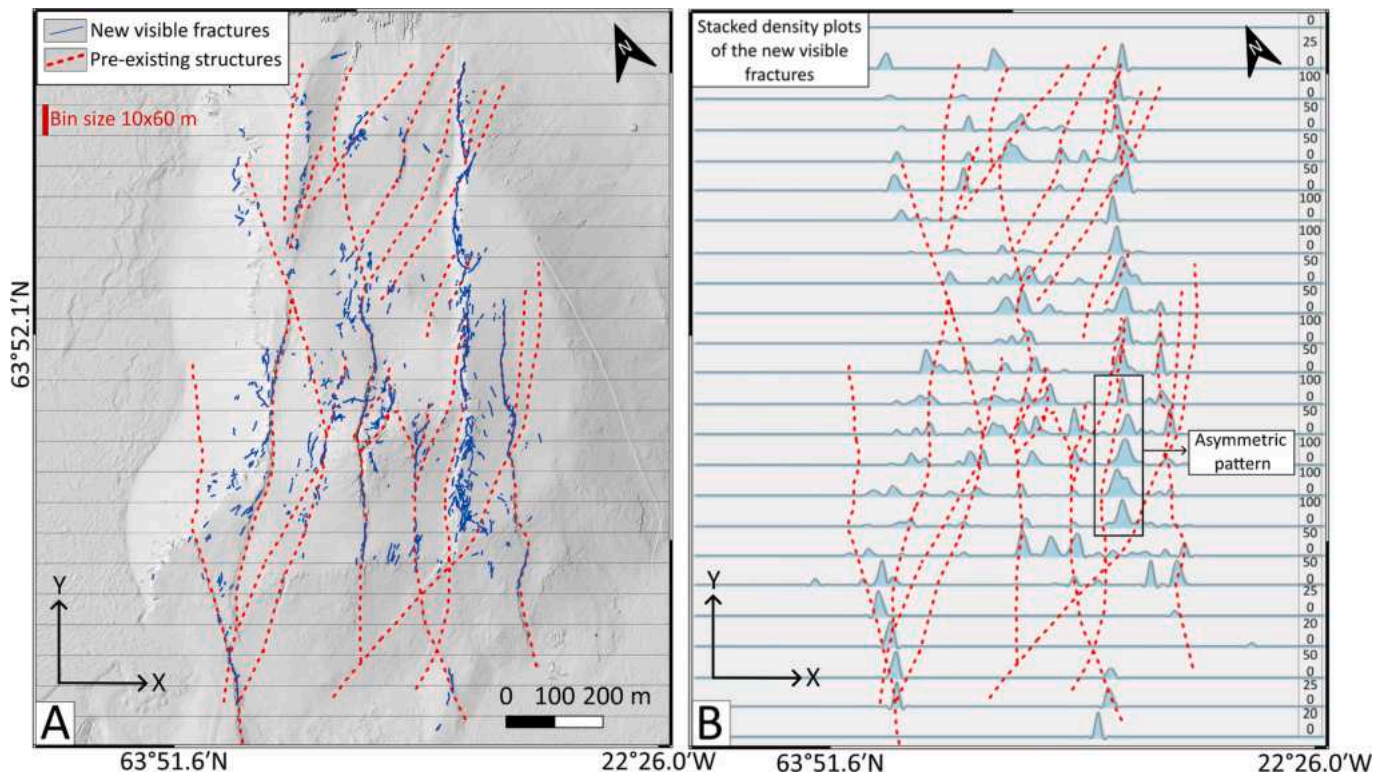 New visible fractures
Pre-existing structures
Bin size 10x60 m
N
63°52.1'N
Y
X
0 100 200 m
A
63°51.6'N
22°26.0'W
Stacked density plots
of the new visible
fractures
N
0
25
0
100
0
50
0
50
0
50
0
100
0
50
0
50
0
100
0
50
0
100
0
50
0
100
0
100
0
100
0
50
0
50
0
25
0
20
0
50
0
25
0
20
0
Asymmetric
pattern
Y
X
B
63°51.6'N
22°26.0'W